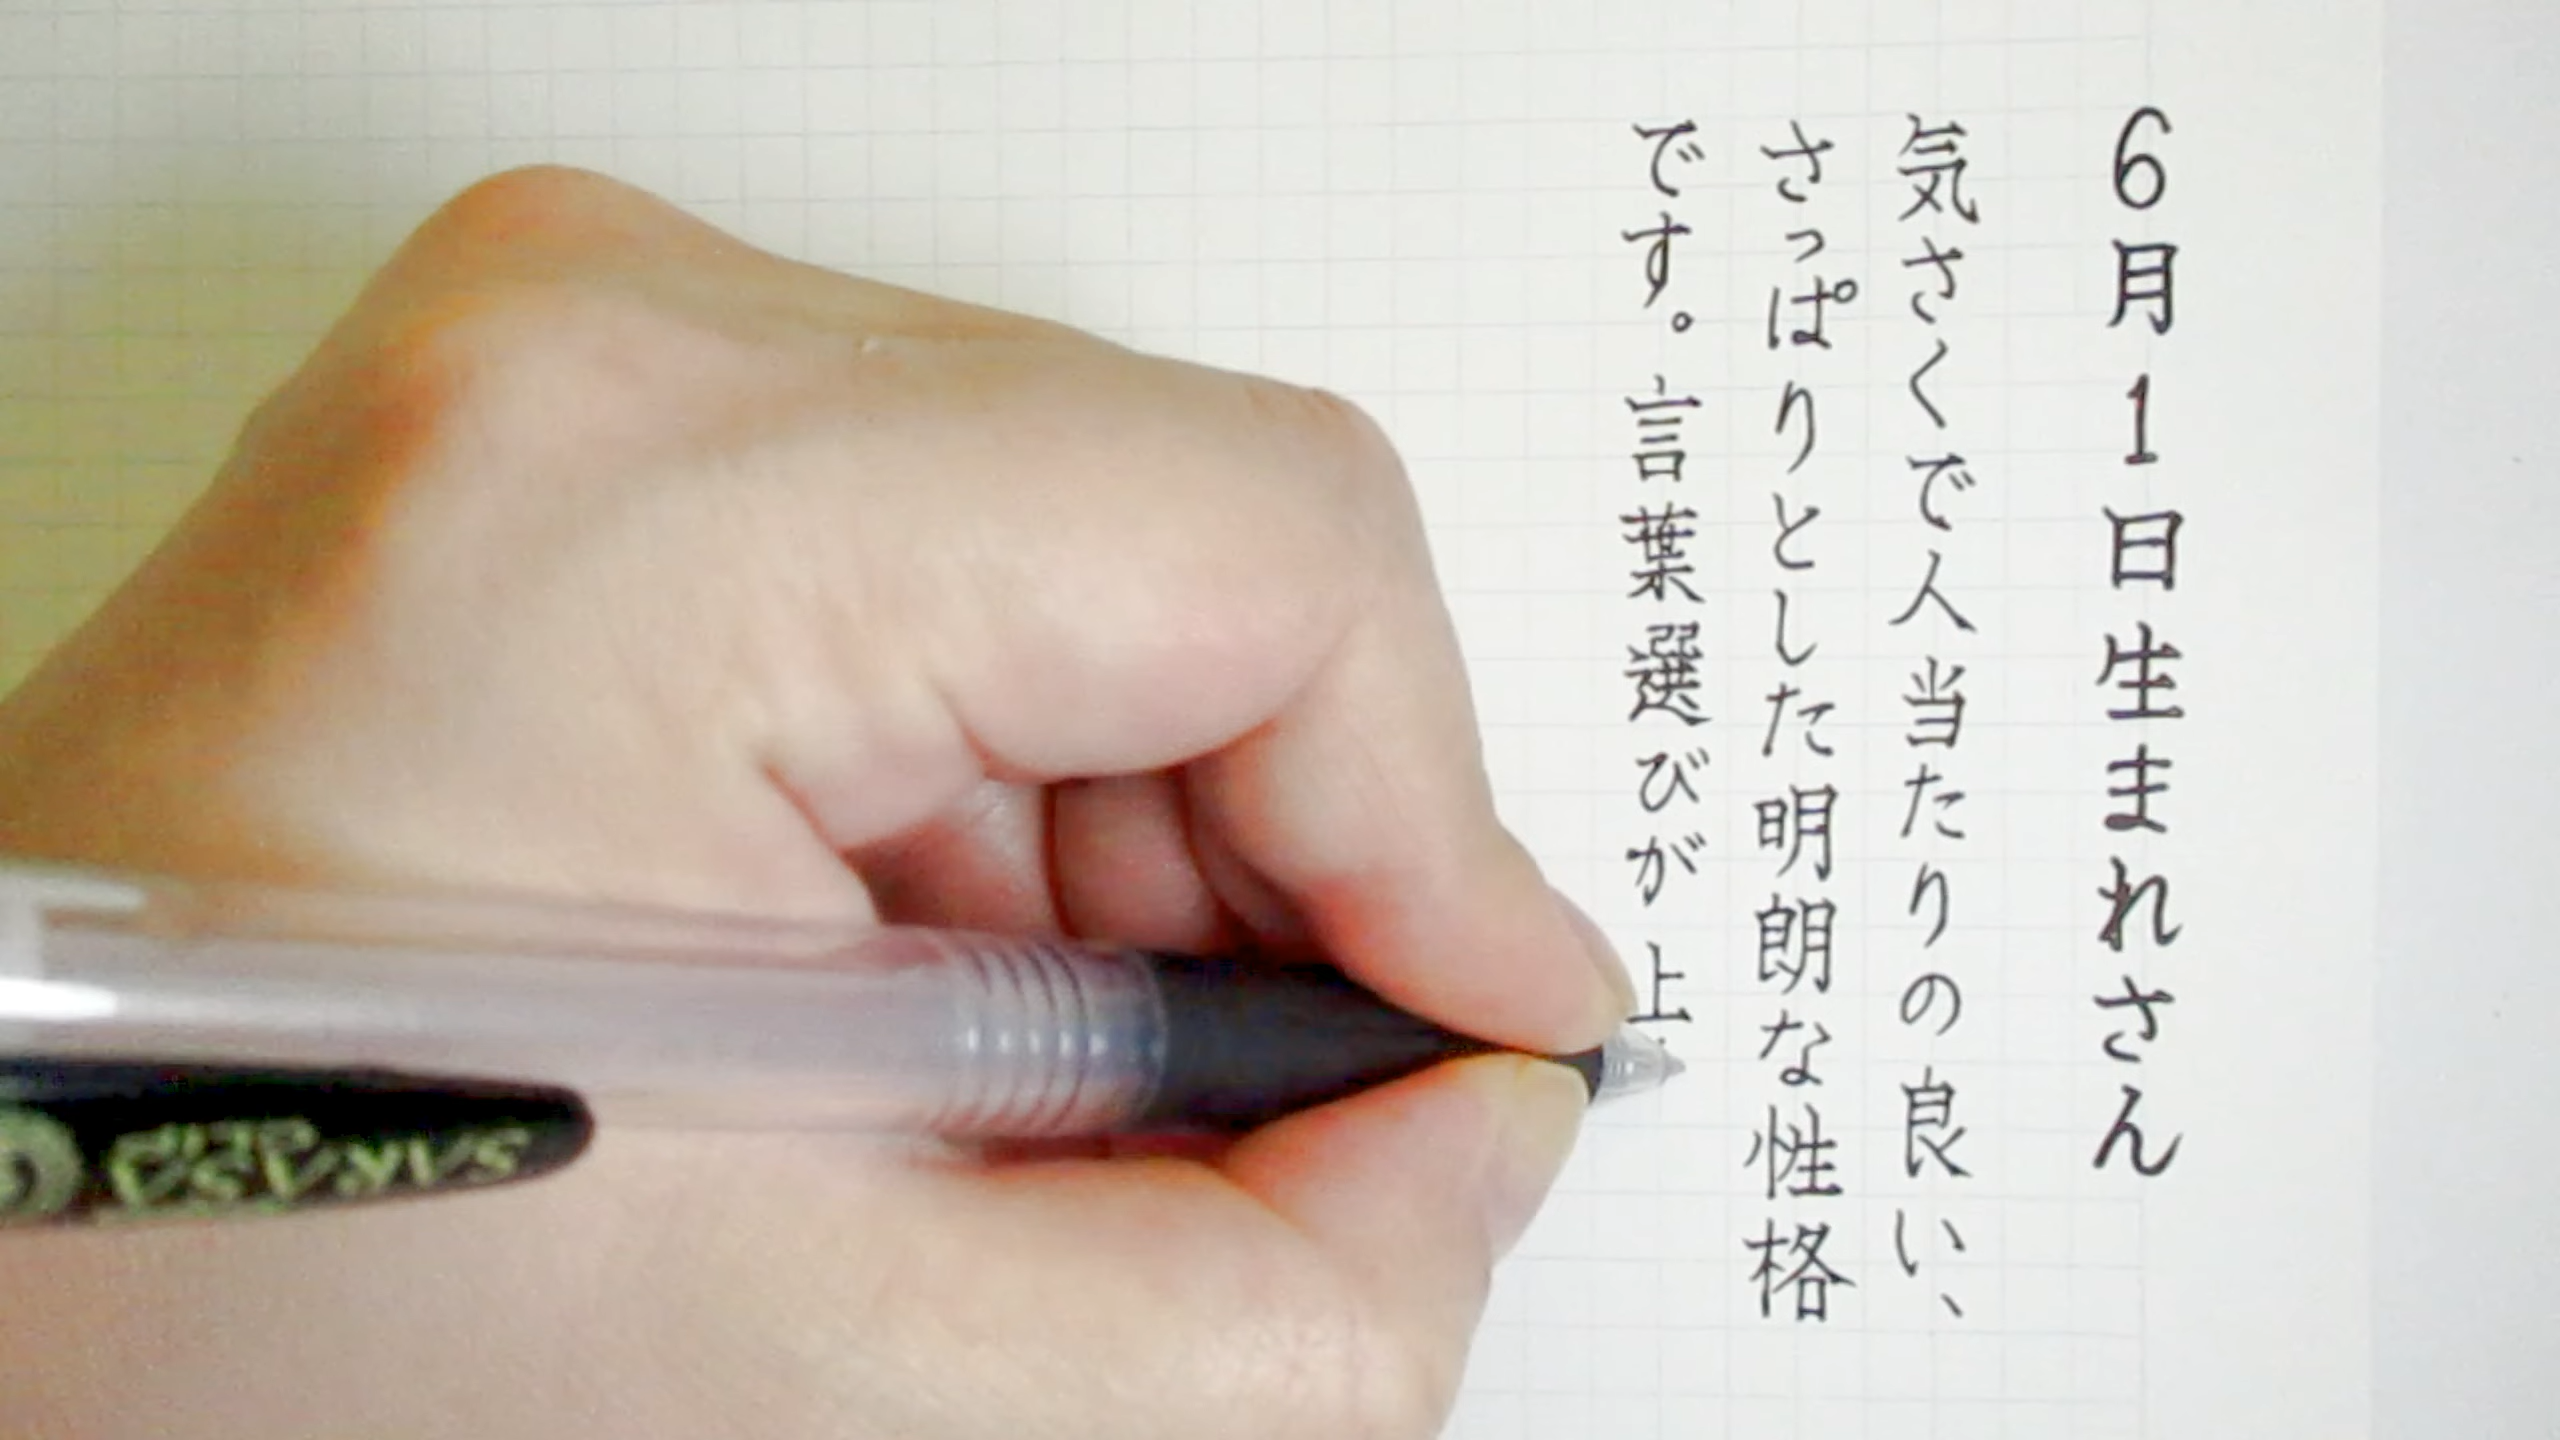 6月1日生まれさん
気さくで人当たりの良い、
さっぱりとした明朗な性格
です。言葉選びが上
SARASA
CLIP